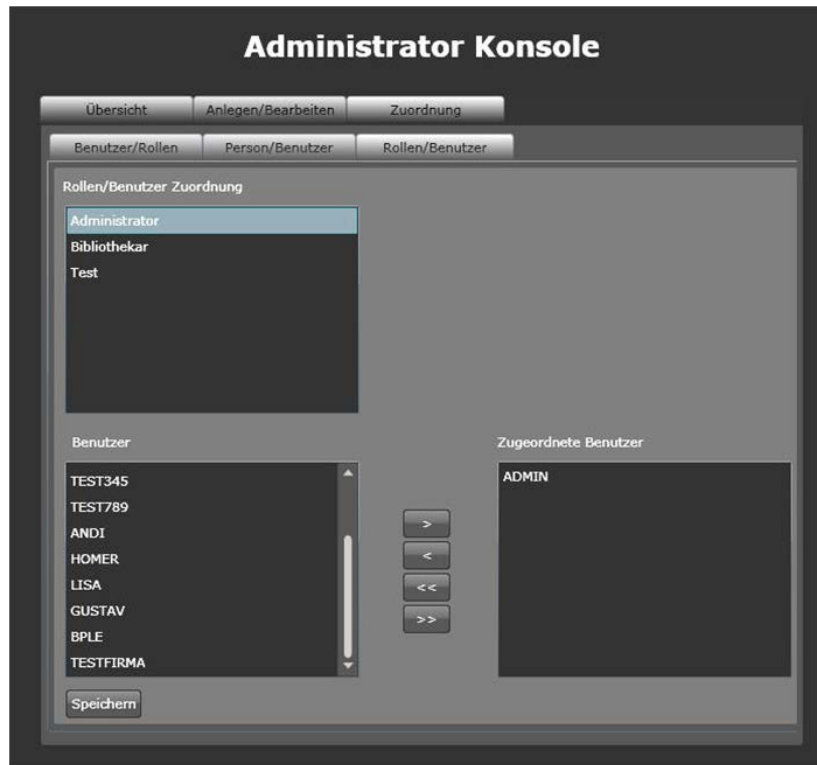 Administrator Konsole
Übersicht Anlegen/Bearbeiten Zuordnung
Benutzer/Rollen Person/Benutzer Rollen/Benutzer
Rollen/Benutzer Zuordnung
Administrator
Bibliothekar
Test
Benutzer
TEST345
TEST789
ANDI
HOMER
LISA
GUSTAV
BPLE
TESTFIRMA
>
<
<<
>>
Zugeordnete Benutzer
ADMIN
Speichern